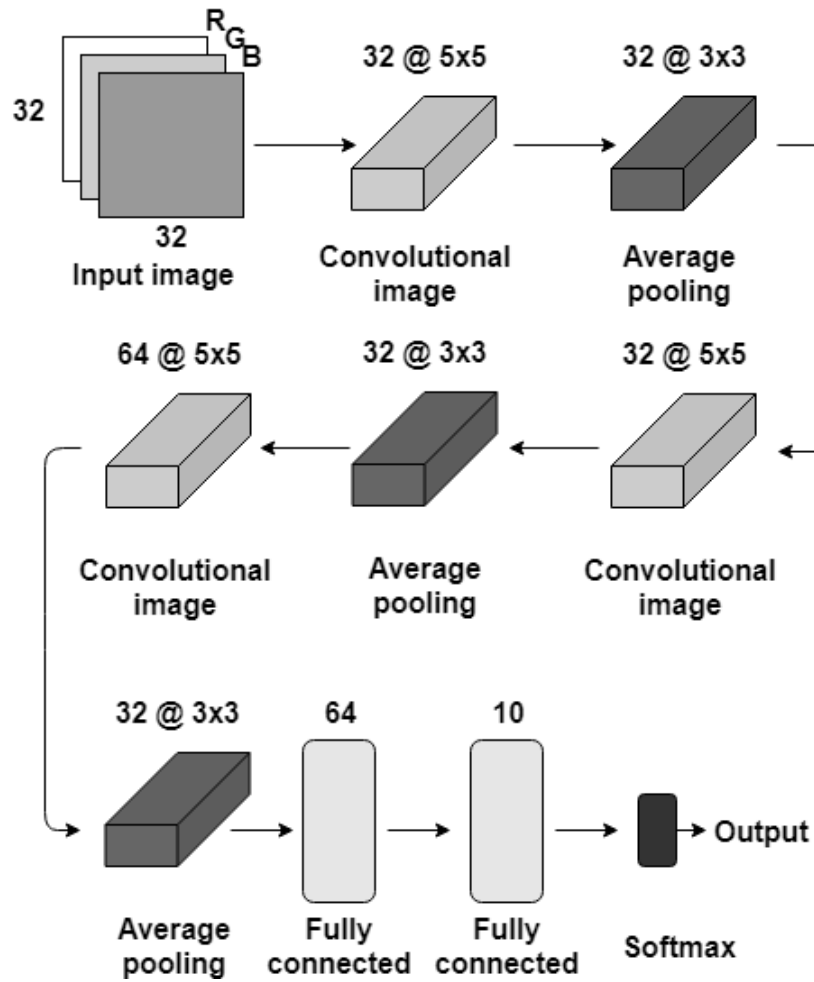 R
G
B
32
32
Input image
32 @ 5x5
Convolutional
image
32 @ 3x3
Average
pooling
32 @ 5x5
Convolutional
image
32 @ 3x3
Average
pooling
64 @ 5x5
Convolutional
image
32 @ 3x3
Average
pooling
64
Fully
connected
10
Fully
connected
Softmax
Output